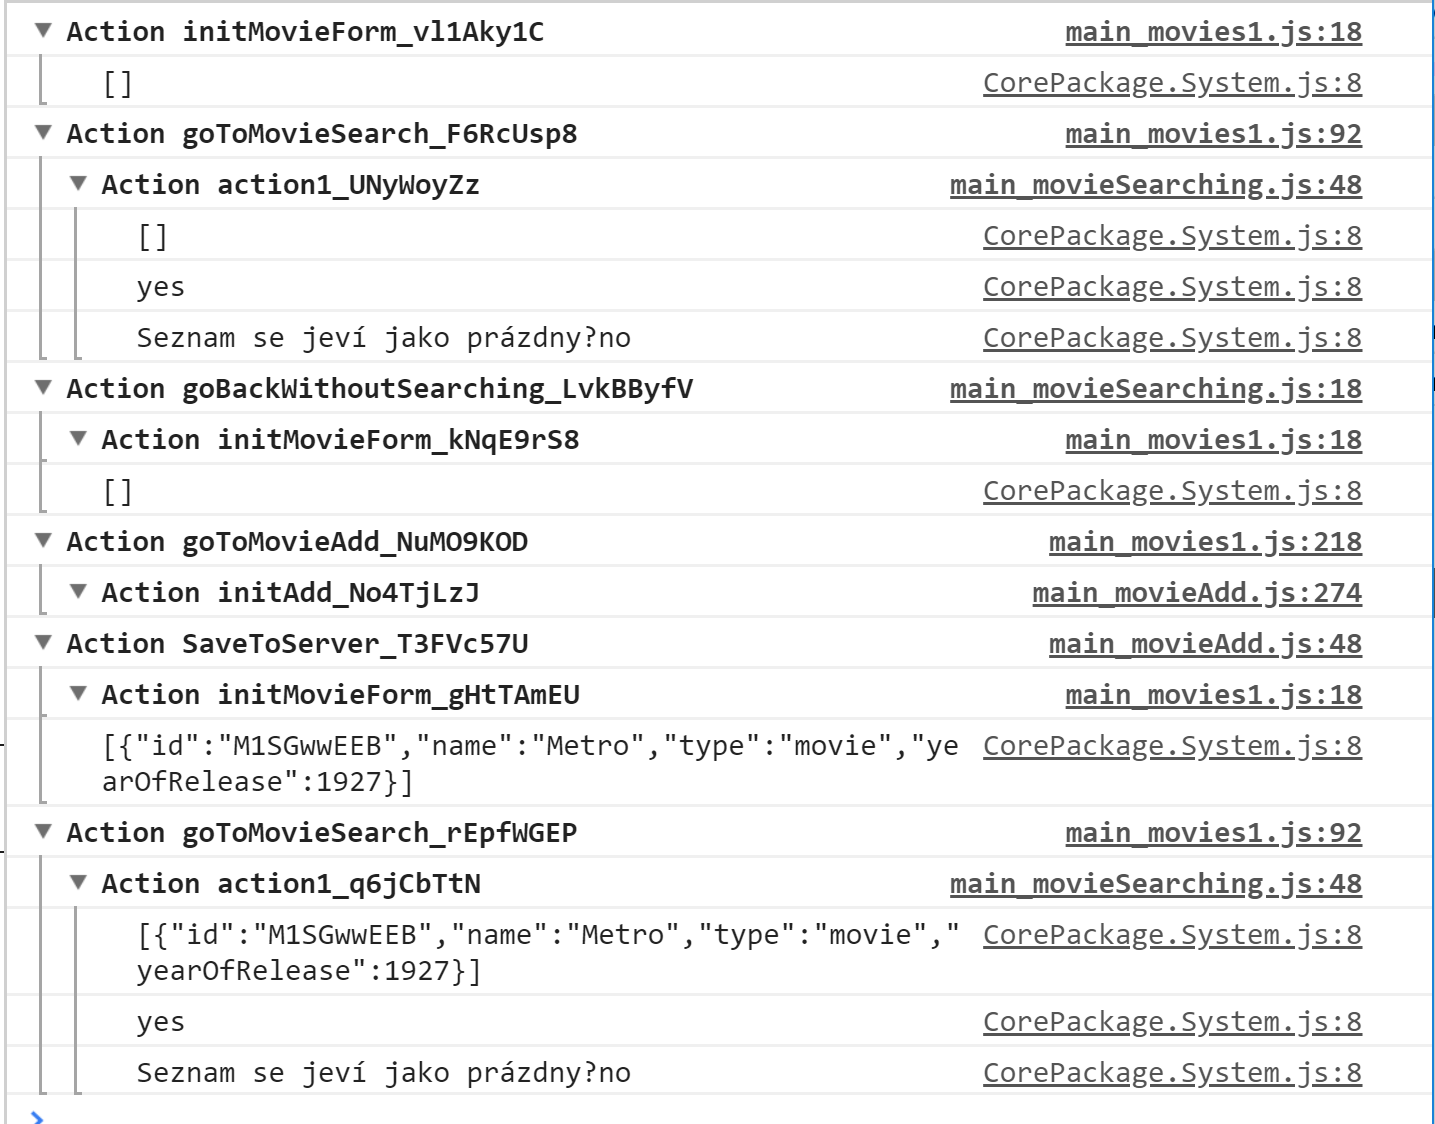 ▼ Action initMovieForm_vl1Aky1C main_movies1.js:18
[] CorePackage.System.js:8
▼ Action goToMovieSearch_F6RcUsp8 main_movies1.js:92
▼ Action action1_UNyWoyZz main_movieSearching.js:48
[] CorePackage.System.js:8
yes CorePackage.System.js:8
Seznam se jeví jako prázdny?no CorePackage.System.js:8
▼ Action goBackWithoutSearching_LvkBByfV main_movieSearching.js:18
▼ Action initMovieForm_kNqE9rS8 main_movies1.js:18
[] CorePackage.System.js:8
▼ Action goToMovieAdd_NuMO9KOD main_movies1.js:218
▼ Action initAdd_No4TjLzJ main_movieAdd.js:274
▼ Action SaveToServer_T3FVc57U main_movieAdd.js:48
▼ Action initMovieForm_gHtTAmEU main_movies1.js:18
[{"id":"M1SGwwEEB","name":"Metro","type":"movie","ye CorePackage.System.js:8
arOfRelease":1927}]
▼ Action goToMovieSearch_rEpfWGEP main_movies1.js:92
▼ Action action1_q6jCbTtN main_movieSearching.js:48
[{"id":"M1SGwwEEB","name":"Metro","type":"movie"," CorePackage.System.js:8
yearOfRelease":1927}]
yes CorePackage.System.js:8
Seznam se jeví jako prázdny?no CorePackage.System.js:8